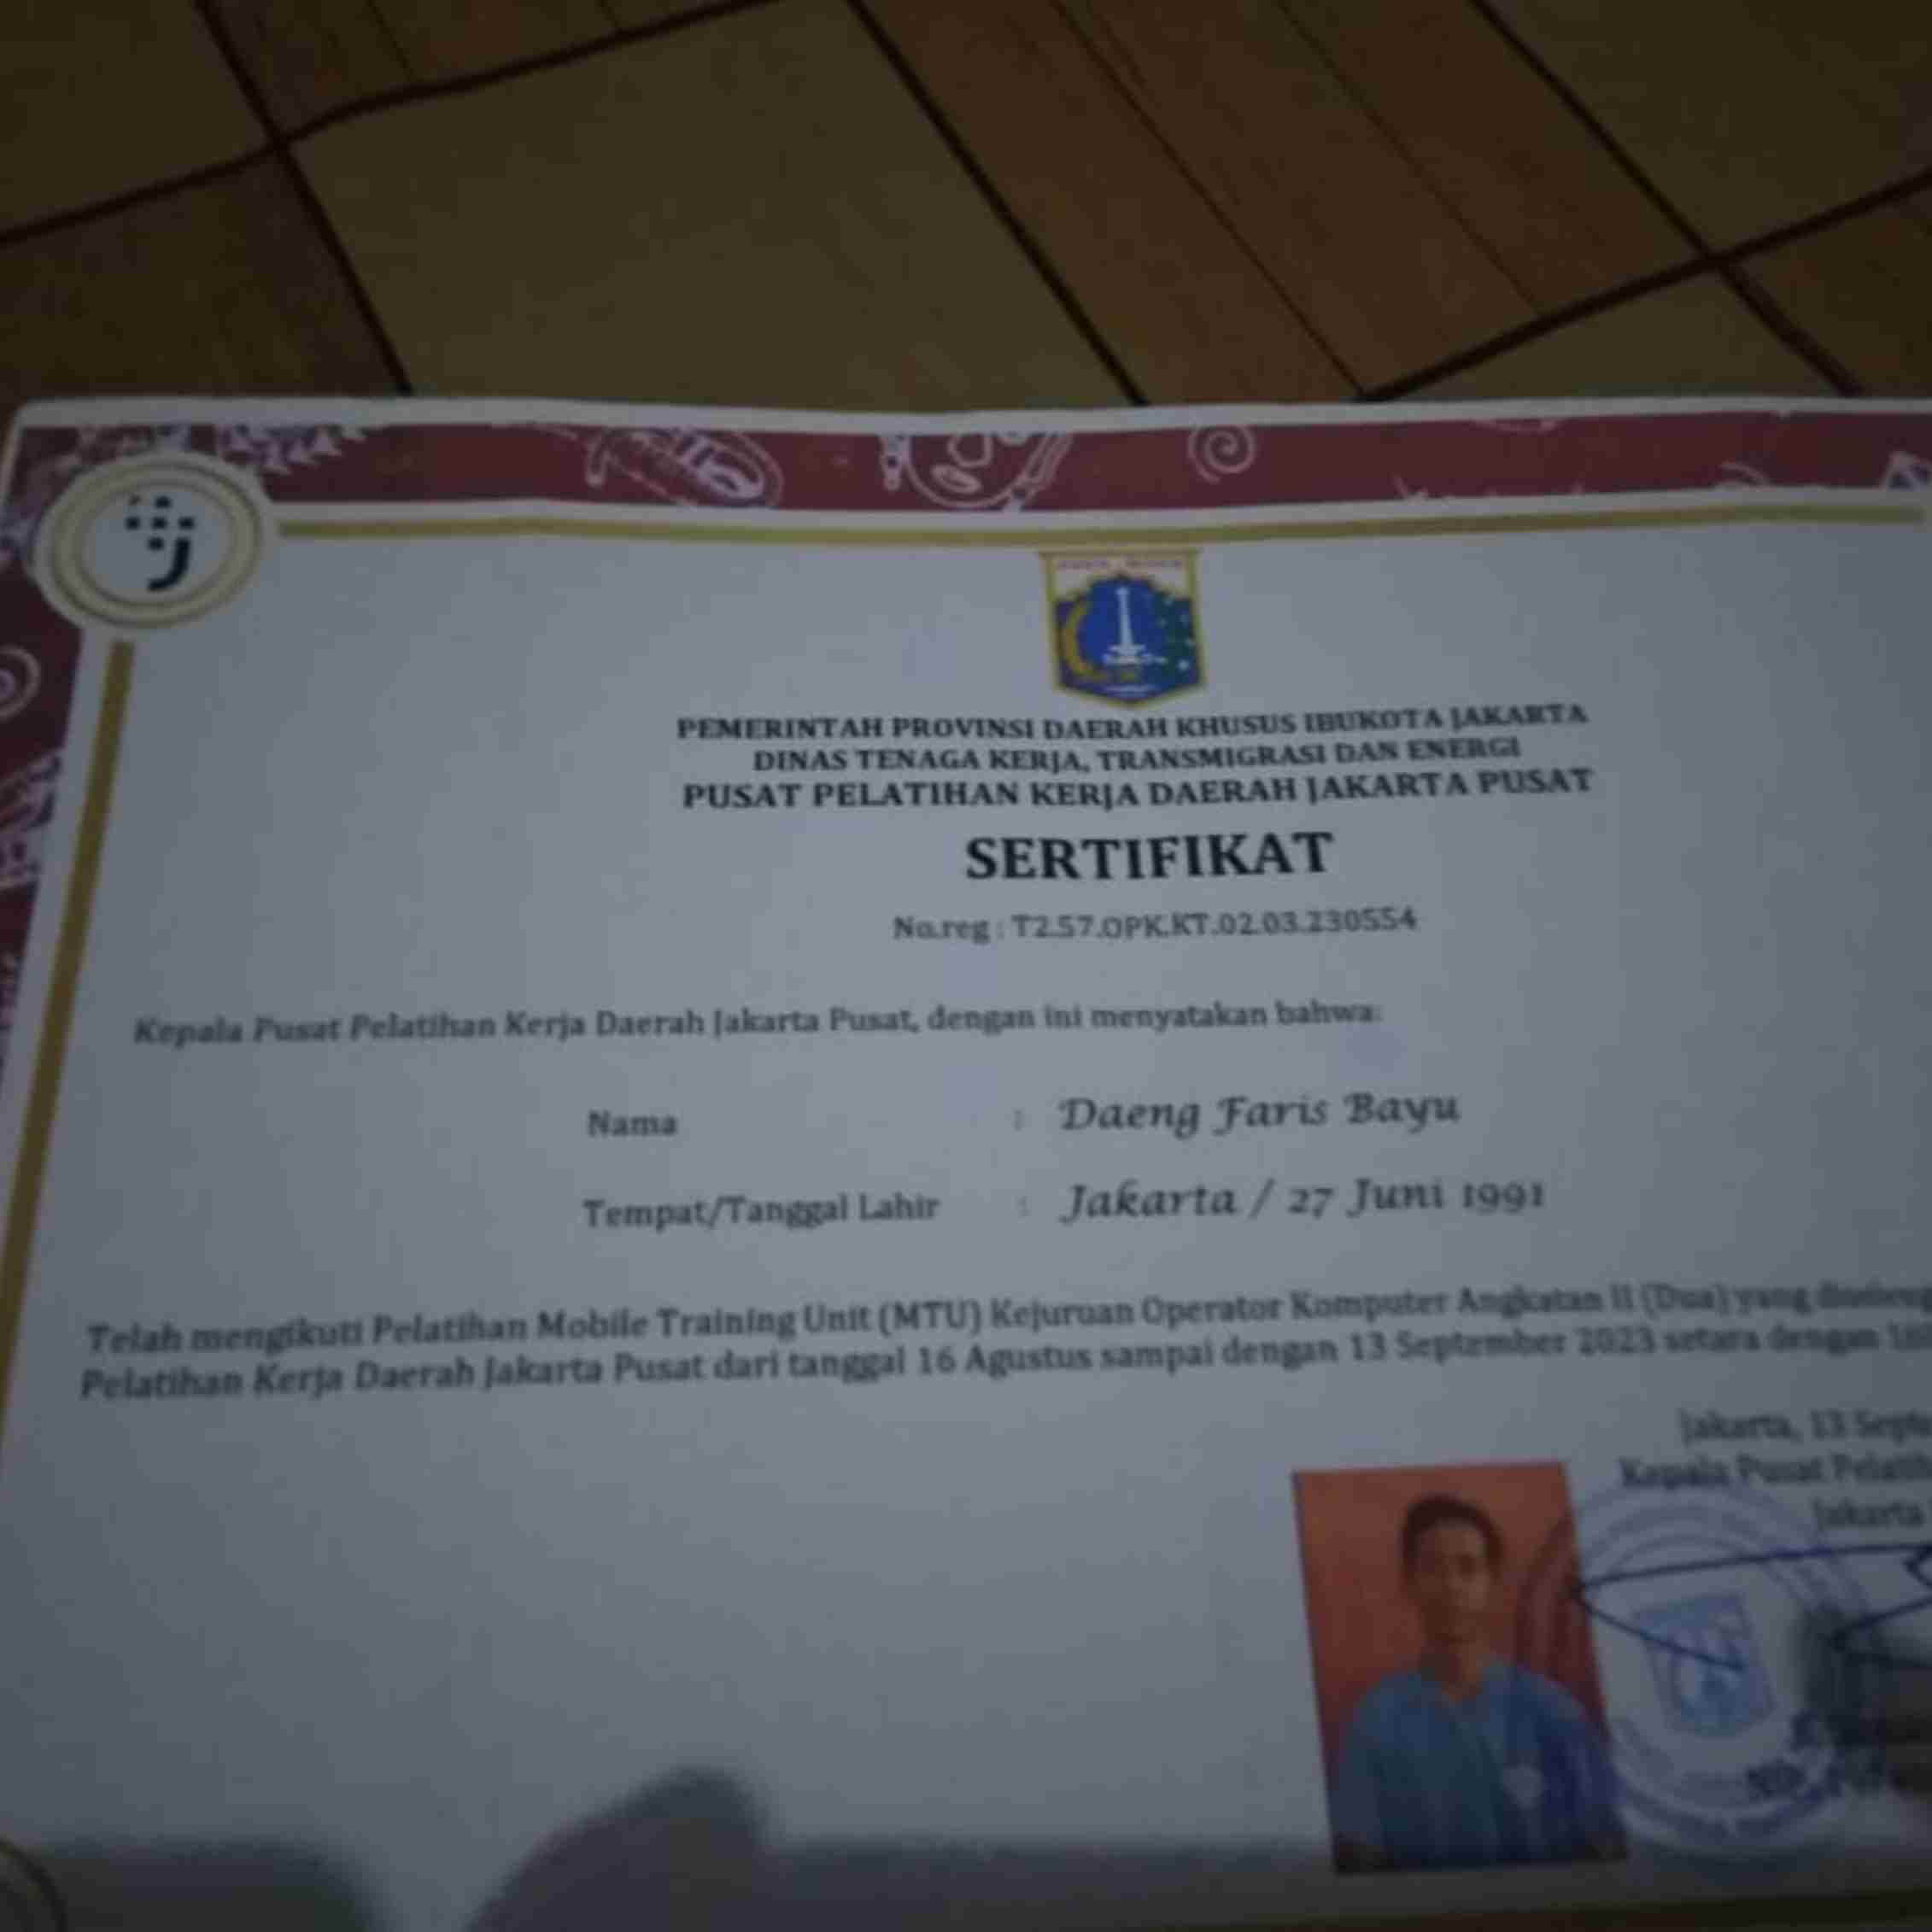 PEMERINTAH PROVINSI DAERAH KHUSUS IBUKOTA JAKARTA
DINAS TENAGA KERJA, TRANSMIGRASI DAN ENERGI
PUSAT PELATIHAN KERJA DAERAH JAKARTA PUSAT
SERTIFIKAT
No.reg : T2.57.OPK.KT.02.03.230554
Kepala Pusat Pelatihan Kerja Daerah Jakarta Pusat, dengan ini menyatakan bahwa:
Nama : Daeng Faris Bayu
Tempat/Tanggal Lahir : Jakarta / 27 Juni 1991
Telah mengikuti Pelatihan Mobile Training Unit (MTU) Kejuruan Operator Komputer Angkatan II (Dua) yang
Pelatihan Kerja Daerah Jakarta Pusat dari tanggal 16 Agustus sampai dengan 13 September 2023 setara dengan
Jakarta, 13
Kepala Pusat
Jakarta